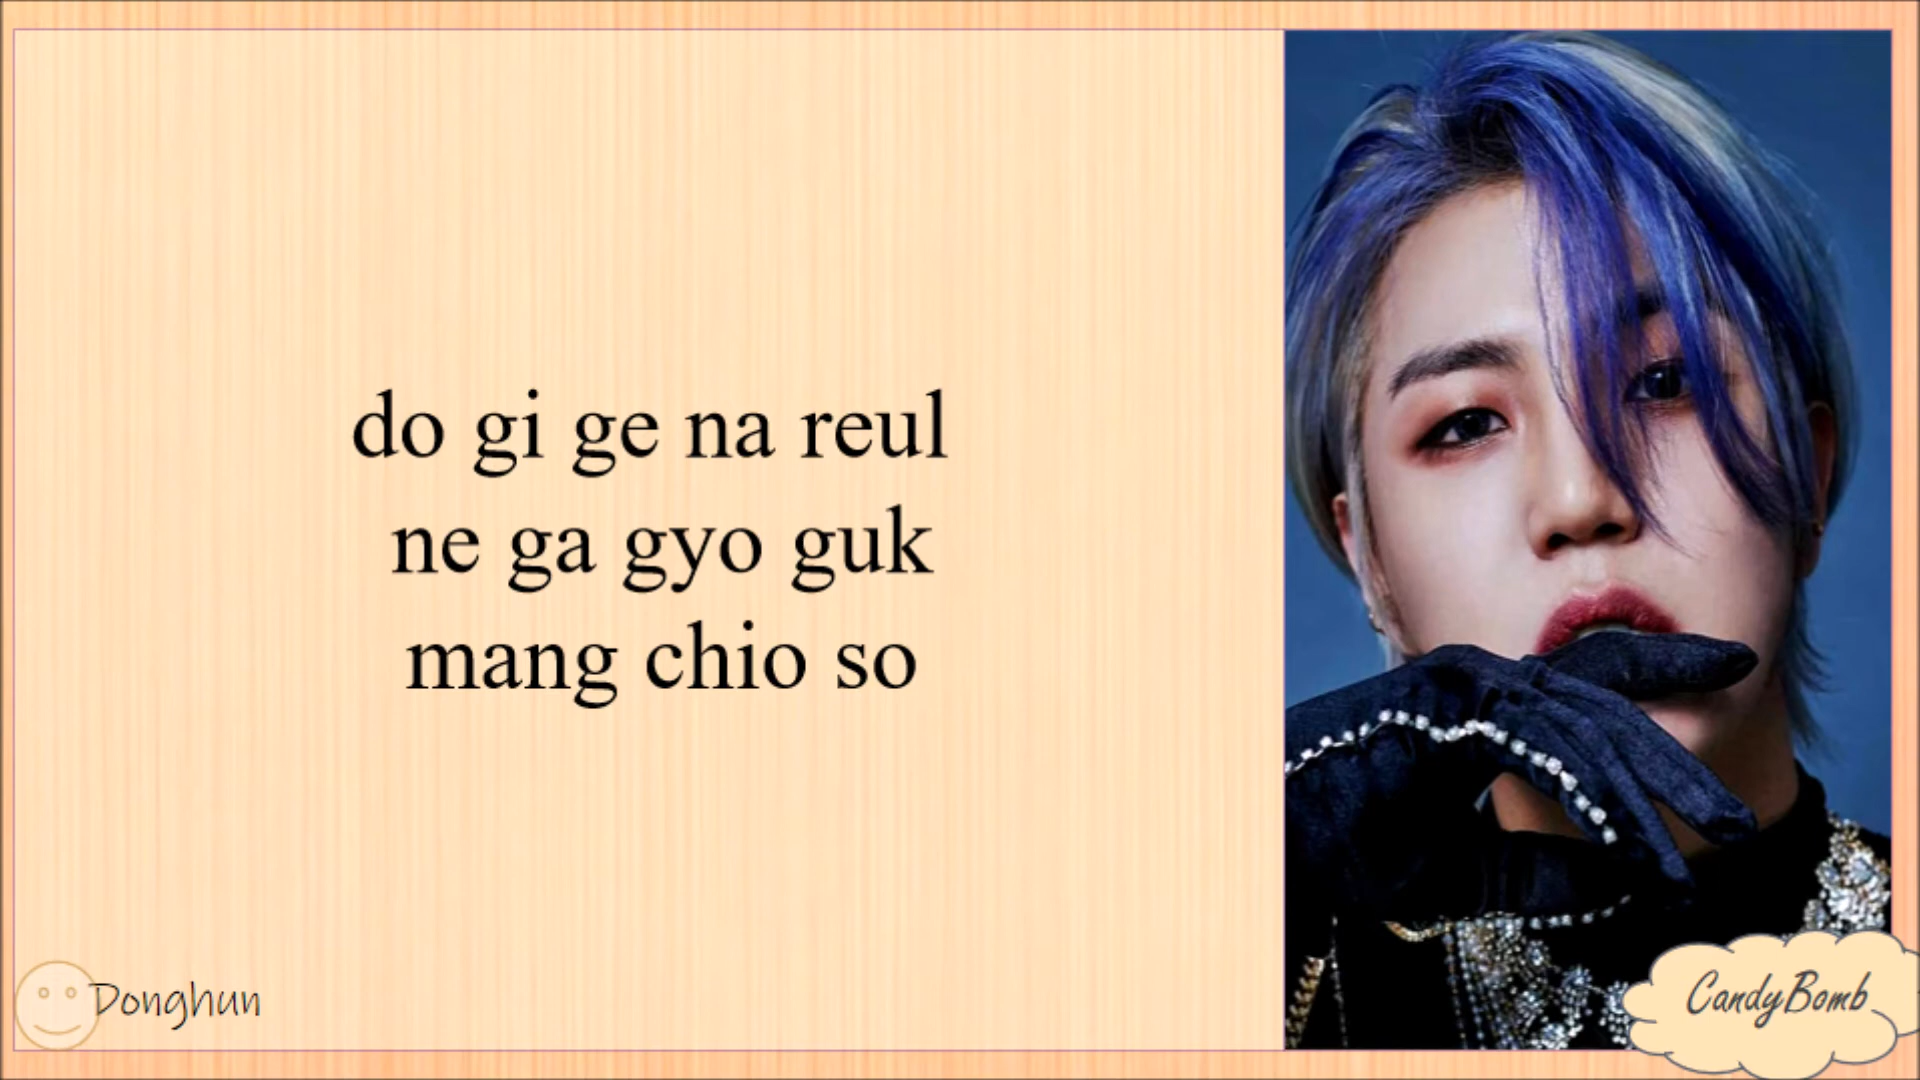 do gi ge na reul
ne ga gyo guk
mang chio so
Donghun
CandyBomb